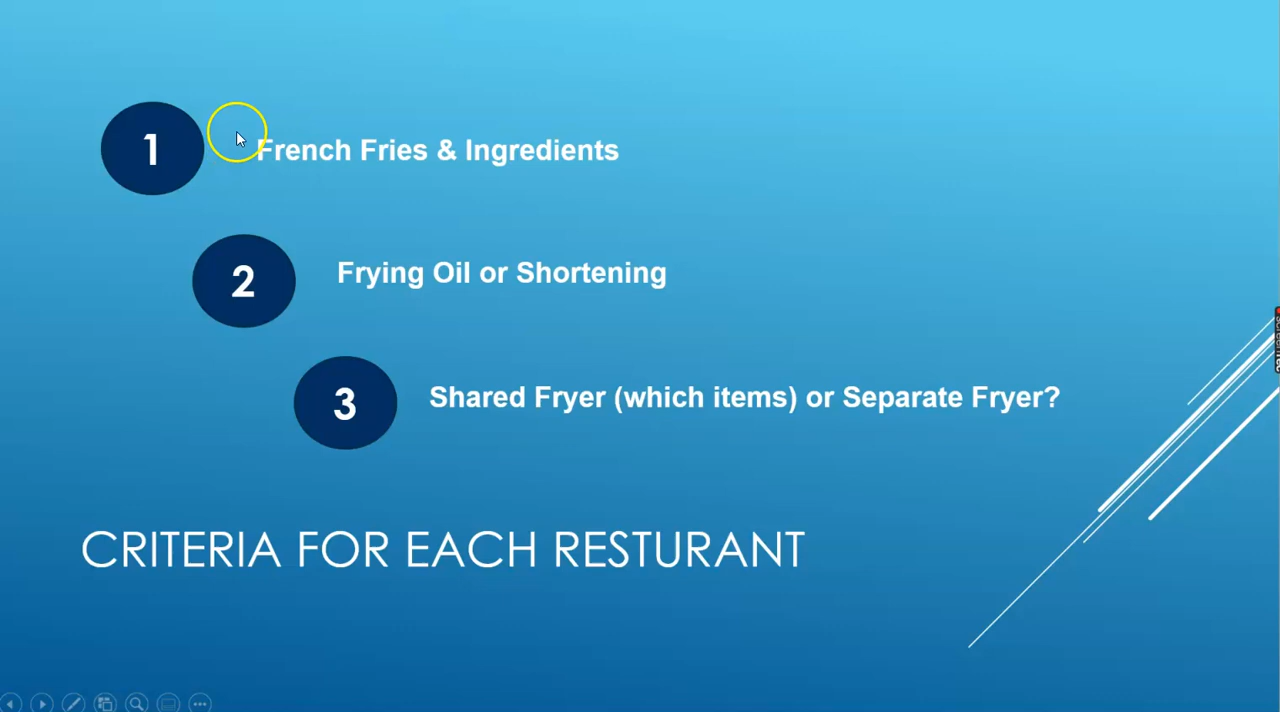 1
French Fries & Ingredients
2
Frying Oil or Shortening
3
Shared Fryer (which items) or Separate Fryer?
CRITERIA FOR EACH RESTURANT